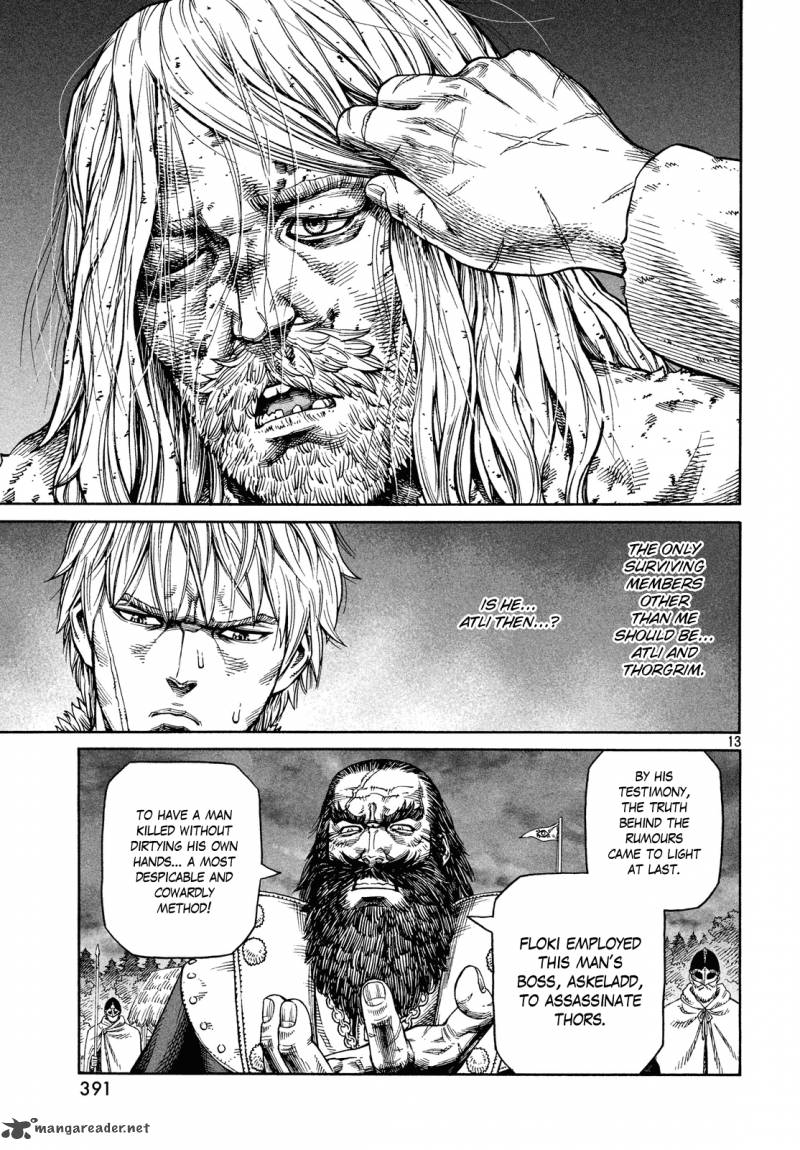 THE ONLY
SURVIVING
MEMBERS
OTHER
THAN ME
SHOULD BE...
ATLI AND
THORGRIM.
IS HE...
ATLI THEN...?
13
BY HIS
TESTIMONY,
THE TRUTH
BEHIND THE
RUMOURS
CAME TO LIGHT
AT LAST.
FLOKI EMPLOYED
THIS MAN'S
BOSS, ASKELADD,
TO ASSASSINATE
THORS.
TO HAVE A MAN
KILLED WITHOUT
DIRTYING HIS OWN
HANDS... A MOST
DESPICABLE AND
COWARDLY
METHOD!
391
mangareader.net